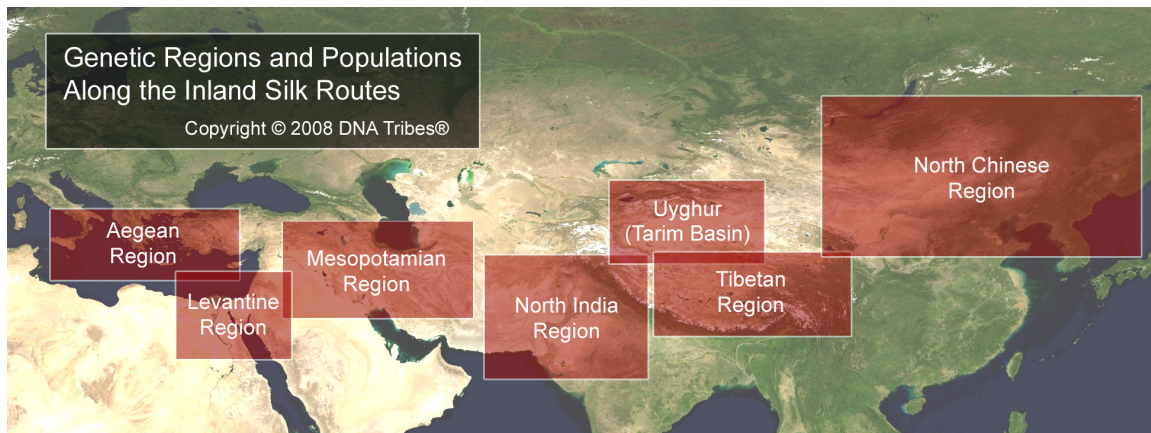 Genetic Regions and Populations
Along the Inland Silk Routes
Copyright © 2008 DNA Tribes®
North Chinese
Region
Uyghur
(Tarim Basin)
Aegean
Region
Mesopotamian
Region
Tibetan
Region
Levantine
Region
North India
Region